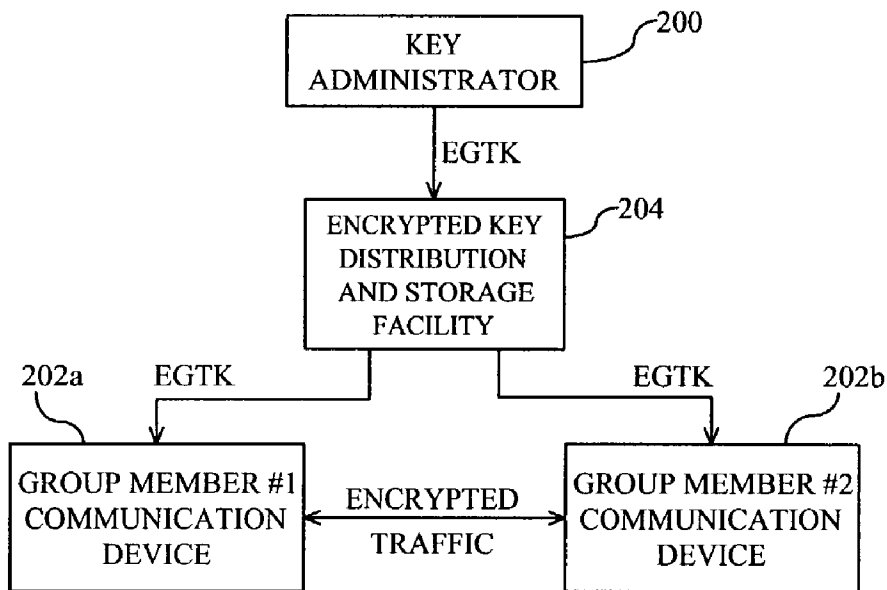 200
KEY
ADMINISTRATOR
EGTK
204
ENCRYPTED KEY
DISTRIBUTION
AND STORAGE
FACILITY
202a
EGTK
EGTK
202b
GROUP MEMBER #1
COMMUNICATION
DEVICE
ENCRYPTED
TRAFFIC
GROUP MEMBER #2
COMMUNICATION
DEVICE